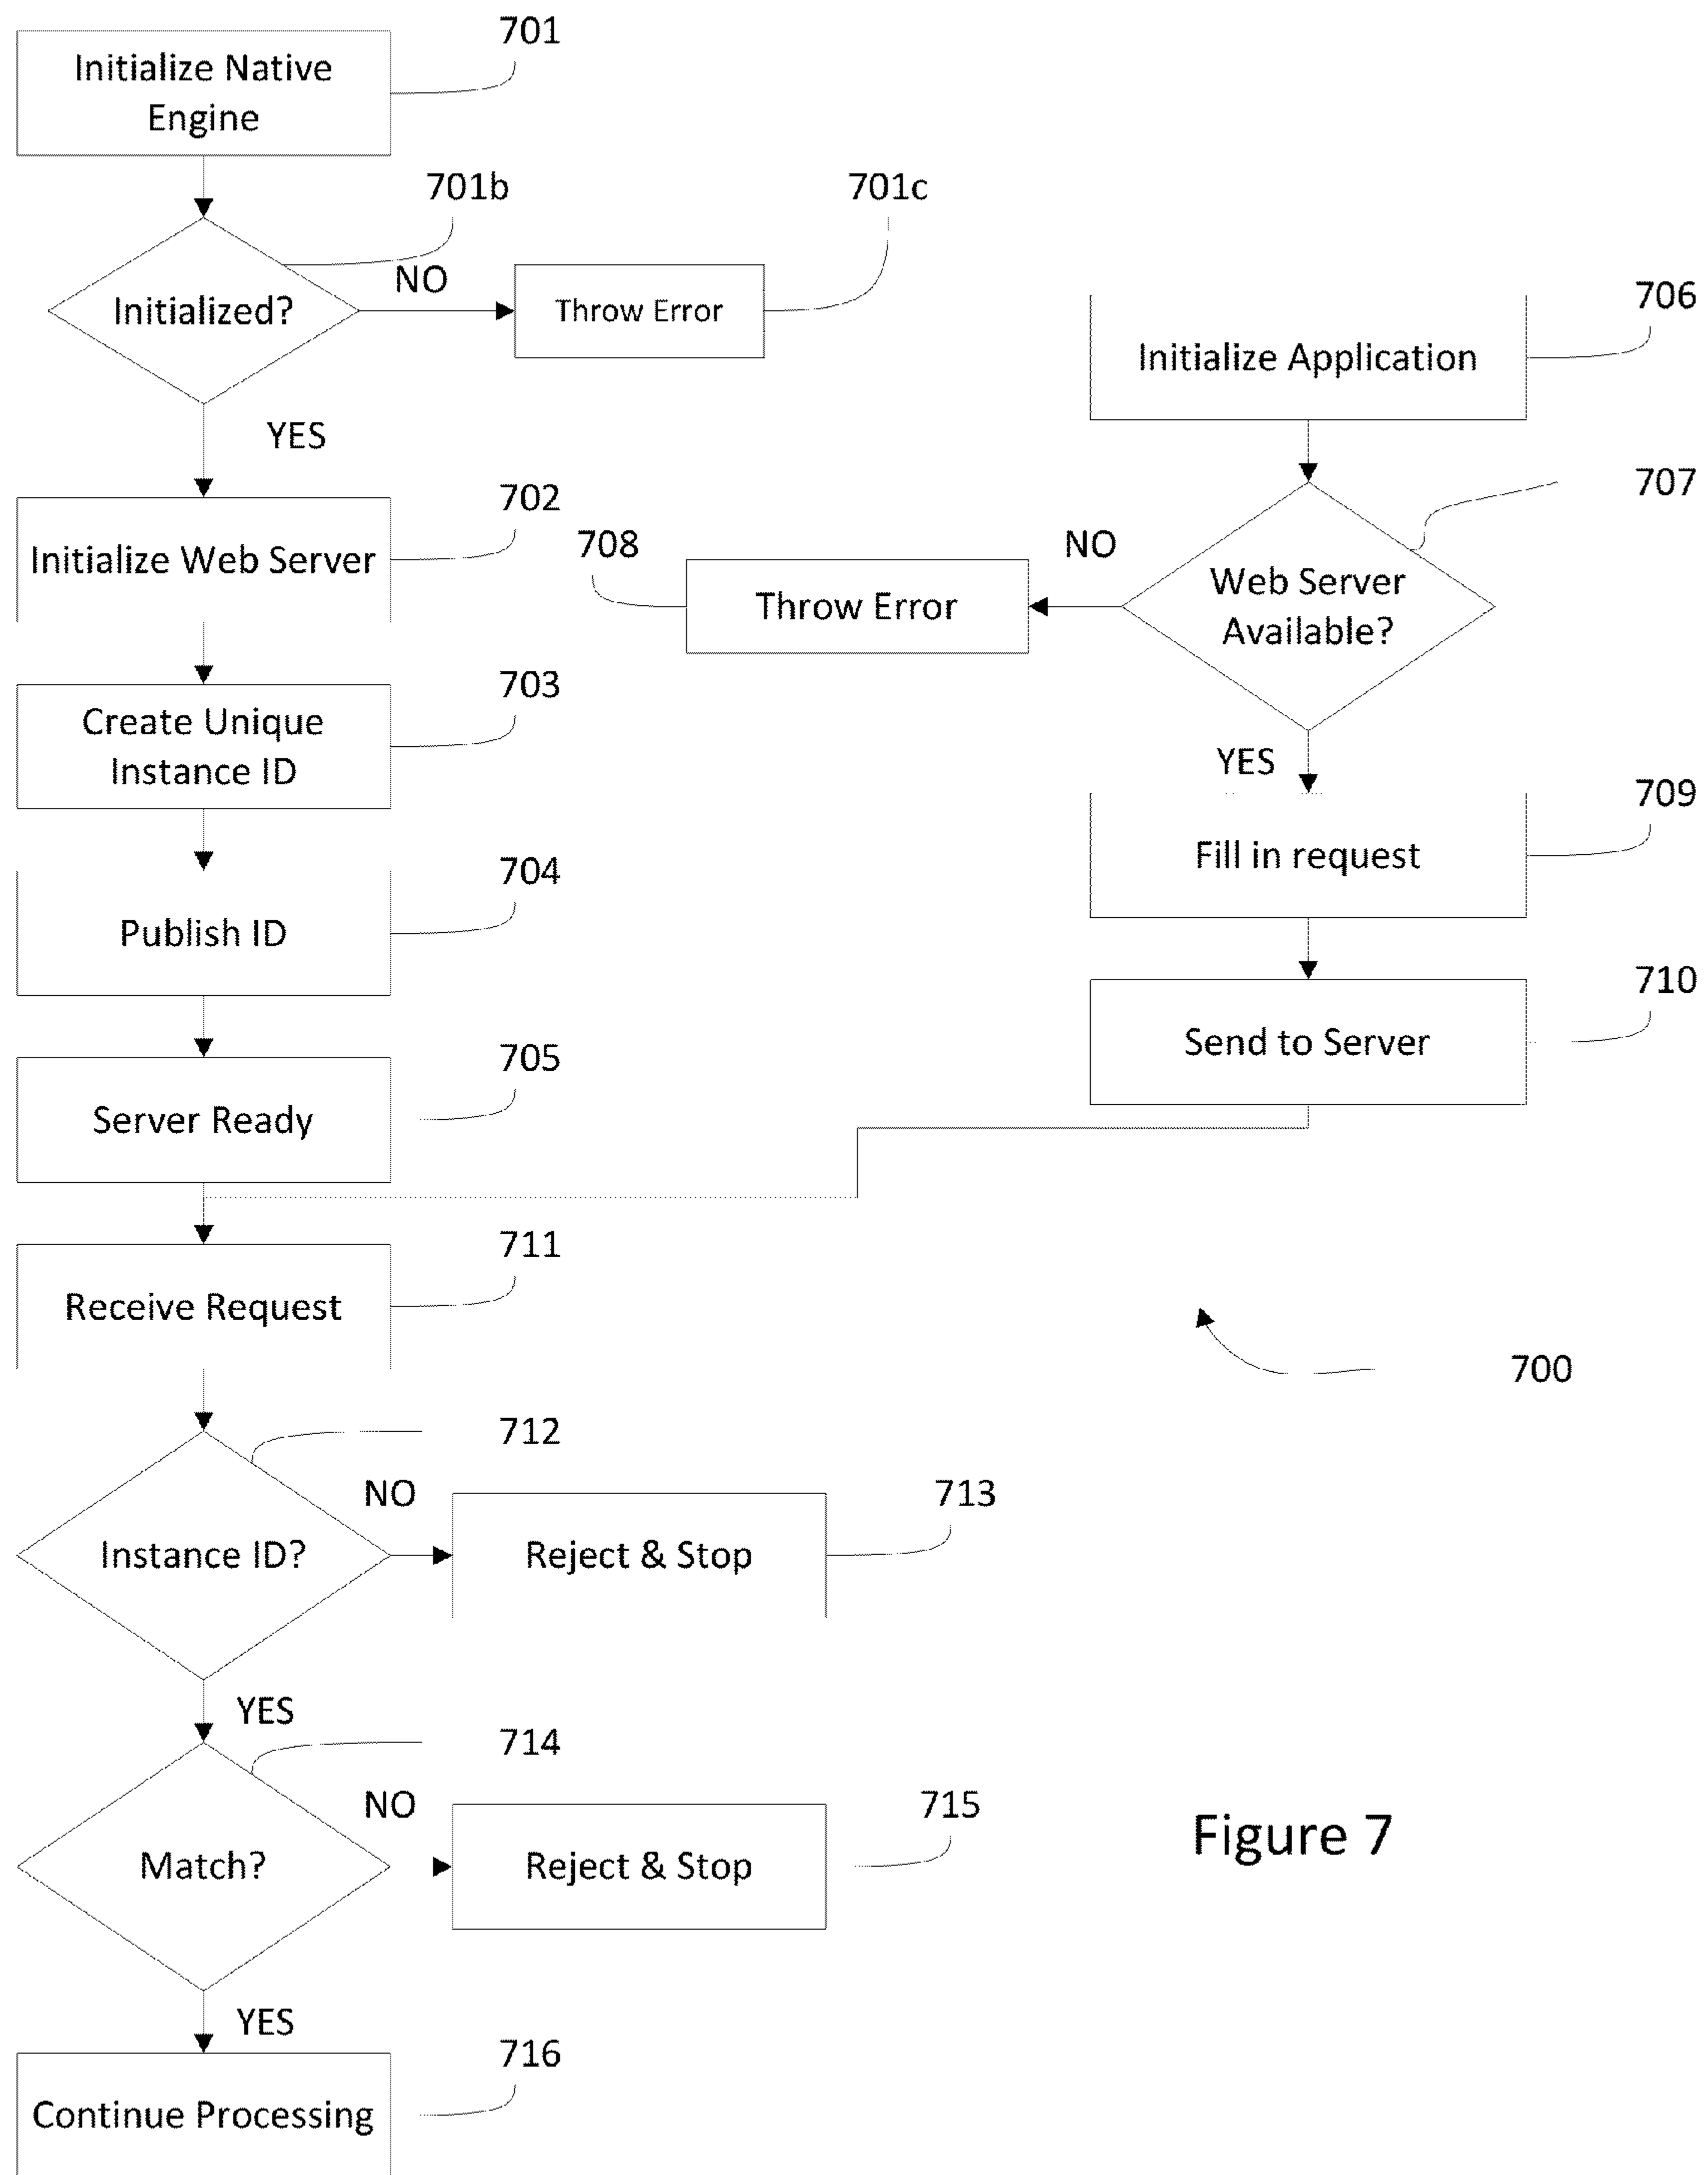 701
Initialize Native
Engine
701b
701c
Initialized?
NO
Throw Error
YES
706
Initialize Application
702
Initialize Web Server
707
708
NO
Throw Error
Web Server
Available?
YES
703
Create Unique
Instance ID
709
Fill in request
704
Publish ID
710
Send to Server
705
Server Ready
711
Receive Request
700
712
NO
713
Instance ID?
Reject & Stop
YES
714
NO
715
Match?
Reject & Stop
Figure 7
YES
716
Continue Processing